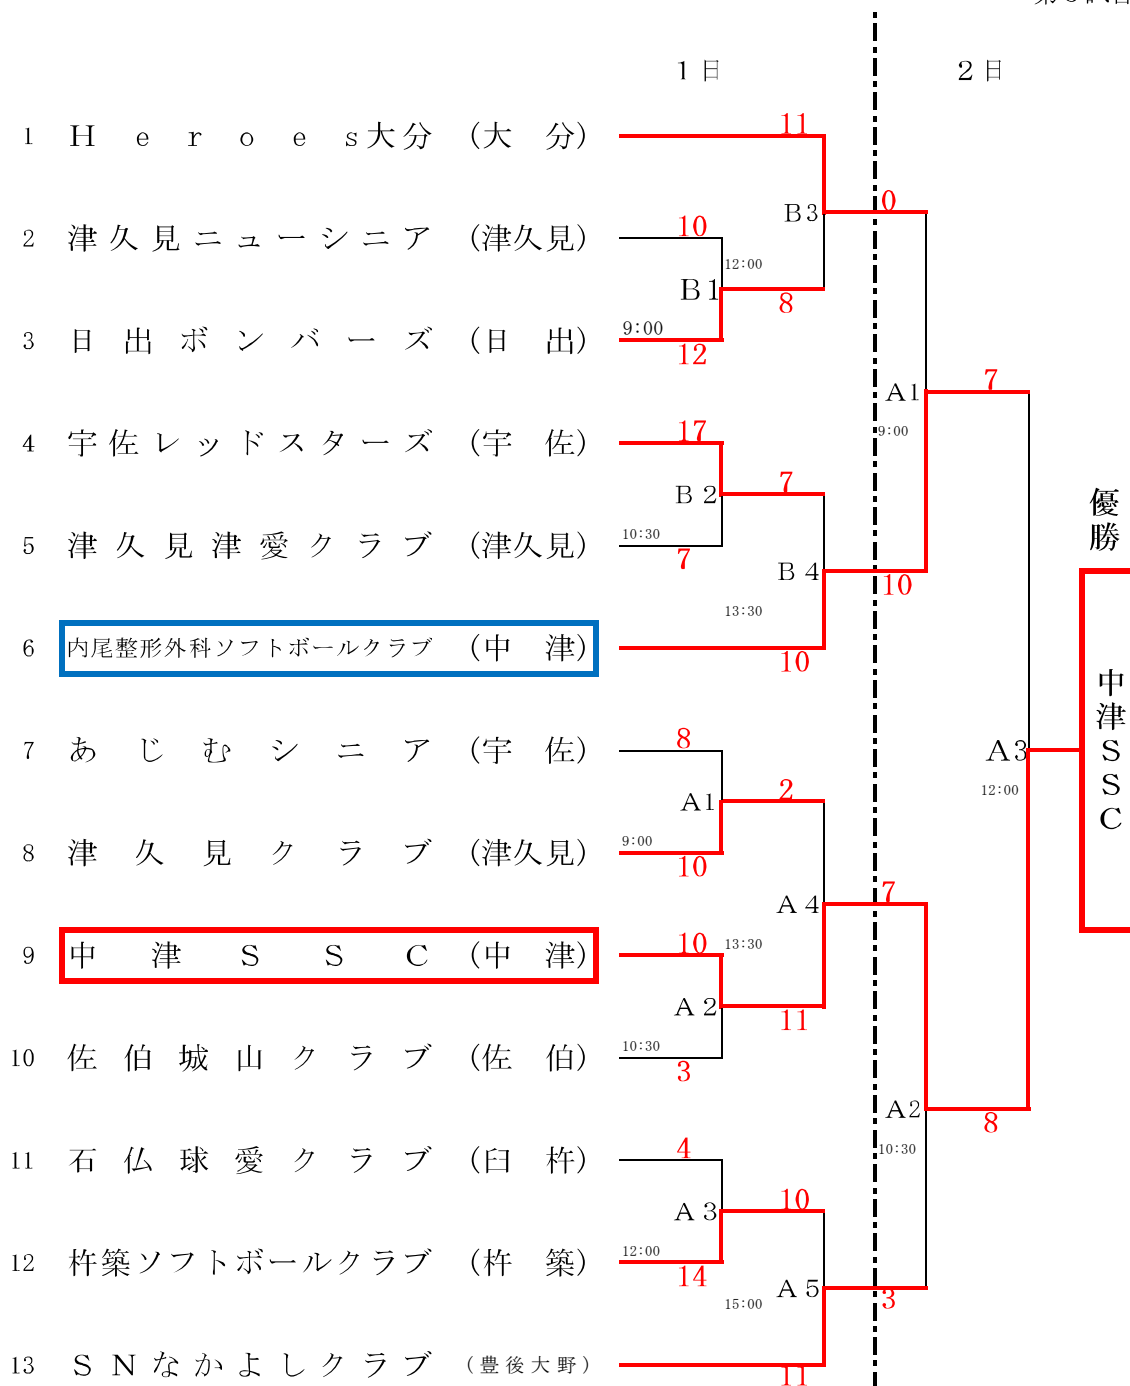 1日 2日
11
1 Heroes大分 (大 分)
B3 0
2 津久見ニューシニア (津久見) 10
12:00
B1 8
3 日出ボンバーズ (日 出) 9:00
12
A1 7
9:00
4 宇佐レッドスターズ (宇 佐) 17
B2 7
優勝
5 津久見津愛クラブ (津久見) 10:30
7
B4 10
13:30
6 内尾整形外科ソフトボールクラブ (中 津)
10
中津SSC
7 あじむシニア (宇 佐) 8
A3
12:00
A1 2
8 津久見クラブ (津久見) 9:00
10
A4 7
9 中津SSC (中 津) 10
13:30
A2 11
10 佐伯城山クラブ (佐 伯) 10:30
3
A2 8
10:30
11 石仏球愛クラブ (臼 杵) 4
A3 10
12 杵築ソフトボールクラブ (杵 築) 12:00
14
A5 3
15:00
13 SNなかよしクラブ (豊後大野)
11